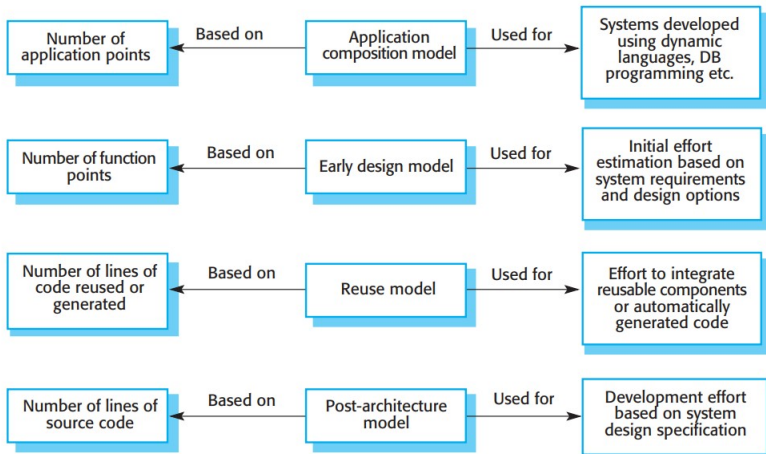 Number of
application points
Based on
Application
composition model
Used for
Systems developed
using dynamic
languages, DB
programming etc.
Number of function
points
Based on
Early design model
Used for
Initial effort
estimation based on
system requirements
and design options
Number of lines of
code reused or
generated
Based on
Reuse model
Used for
Effort to integrate
reusable components
or automatically
generated code
Number of lines of
source code
Based on
Post-architecture
model
Used for
Development effort
based on system
design specification